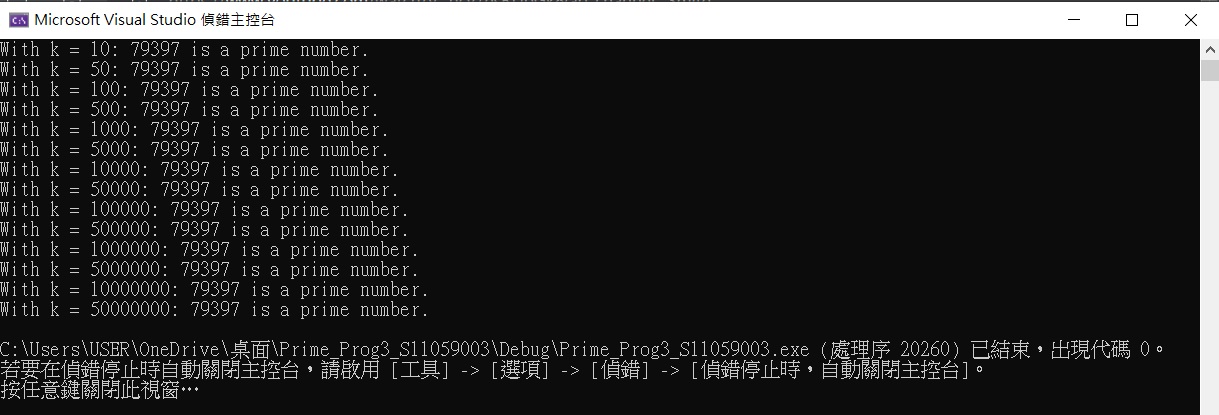 Microsoft Visual Studio 偵錯主控台
With k = 10: 79397 is a prime number.
With k = 50: 79397 is a prime number.
With k = 100: 79397 is a prime number.
With k = 500: 79397 is a prime number.
With k = 1000: 79397 is a prime number.
With k = 5000: 79397 is a prime number.
With k = 10000: 79397 is a prime number.
With k = 50000: 79397 is a prime number.
With k = 100000: 79397 is a prime number.
With k = 500000: 79397 is a prime number.
With k = 1000000: 79397 is a prime number.
With k = 5000000: 79397 is a prime number.
With k = 10000000: 79397 is a prime number.
With k = 50000000: 79397 is a prime number.
C:\Users\USER\OneDrive\桌面\Prime_Prog3_S11059003\Debug\Prime_Prog3_S11059003.exe (處理序 20260) 已結束，出現代碼 0。
若要在偵錯停止時自動關閉主控台，請啟用 [工具] -> [選項] -> [偵錯] -> [偵錯停止時，自動關閉主控台]。
按任意鍵關閉此視窗…